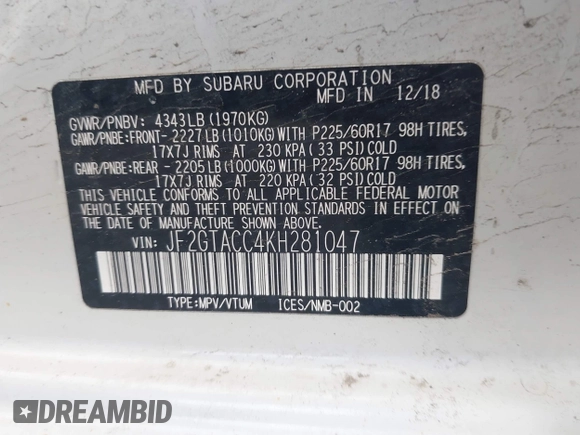 MFD BY SUBARU CORPORATION
MFD IN 12/18
GVWR/PNBV: 4343LB(1970KG)
GAWR/PNBE:FRONT- 2227LB(1010KG)WITH P225/60R17 98H TIRES,
17X7J RIMS AT 230 KPA(33 PSI)COLD
GAWR/PNBE:REAR - 2205LB(1000KG)WITH P225/60R17 98H TIRES,
17X7J RIMS AT 220 KPA(32 PSI)COLD
THIS VEHICLE CONFORMS TO ALL APPLICABLE FEDERAL MOTOR
VEHICLE SAFETY AND THEFT PREVENTION STANDARDS IN EFFECT ON
THE DATE OF MANUFACTURE SHOWN ABOVE.
VIN: JF2GTACC4KH281047
TYPE:MPV/VTUM ICES/NMB-002
DREAMBID